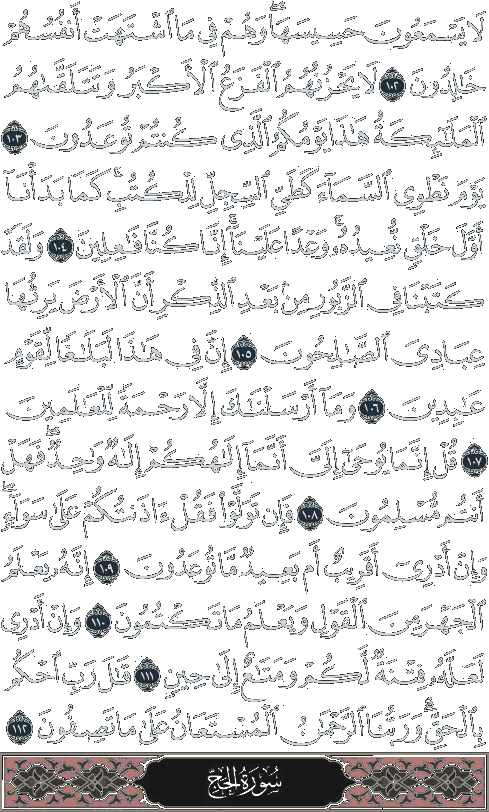 لَا يَسْمَعُونَ حَسِيسَهَا ۖ وَهُمْ فِى مَا ٱشْتَهَتْ أَنفُسُهُمْ
خَـٰلِدُونَ ١٠٢ لَا يَحْزُنُهُمُ ٱلْفَزَعُ ٱلْأَكْبَرُ وَتَتَلَقَّىٰهُمُ
ٱلْمَلَـٰٓئِكَةُ هَـٰذَا يَوْمُكُمُ ٱلَّذِى كُنتُمْ تُوعَدُونَ ١٠٣
يَوْمَ نَطْوِى ٱلسَّمَآءَ كَطَىِّ ٱلسِّجِلِّ لِلْكُتُبِ ۚ كَمَا بَدَأْنَآ
أَوَّلَ خَلْقٍ نُّعِيدُهُۥ ۚ وَعْدًا عَلَيْنَآ ۚ إِنَّا كُنَّا فَـٰعِلِينَ ١٠٤ وَلَقَدْ
كَتَبْنَا فِى ٱلزَّبُورِ مِنۢ بَعْدِ ٱلذِّكْرِ أَنَّ ٱلْأَرْضَ يَرِثُهَا
عِبَادِىَ ٱلصَّـٰلِحُونَ ١٠٥ إِنَّ فِى هَـٰذَا لَبَلَـٰغًا لِّقَوْمٍ
عَـٰبِدِينَ ١٠٦ وَمَآ أَرْسَلْنَـٰكَ إِلَّا رَحْمَةً لِّلْعَـٰلَمِينَ
١٠٧ قُلْ إِنَّمَا يُوحَىٰٓ إِلَىَّ أَنَّمَآ إِلَـٰهُكُمْ إِلَـٰهٌ وَٰحِدٌ ۖ فَهَلْ
أَنتُم مُّسْلِمُونَ ١٠٨ فَإِن تَوَلَّوْا۟ فَقُلْ ءَاذَنتُكُمْ عَلَىٰ سَوَآءٍ ۖ
وَإِنْ أَدْرِىٓ أَقَرِيبٌ أَم بَعِيدٌ مَّا تُوعَدُونَ ١٠٩ إِنَّهُۥ يَعْلَمُ
ٱلْجَهْرَ مِنَ ٱلْقَوْلِ وَيَعْلَمُ مَا تَكْتُمُونَ ١١٠ وَإِنْ أَدْرِى
لَعَلَّهُۥ فِتْنَةٌ لَّكُمْ وَمَتَـٰعٌ إِلَىٰ حِينٍ ١١١ قَـٰلَ رَبِّ ٱحْكُم
بِٱلْحَقِّ ۗ وَرَبُّنَا ٱلرَّحْمَـٰنُ ٱلْمُسْتَعَانُ عَلَىٰ مَا تَصِفُونَ ١١٢
سُورَةُ الحَجِّ